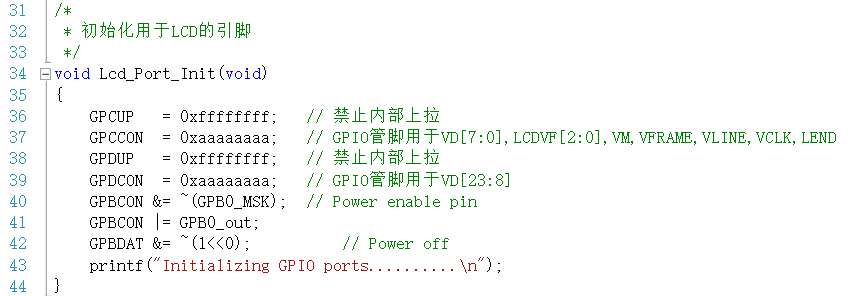 31 /*
32  * 初始化用于LCD的引脚
33  */
34 void Lcd_Port_Init(void)
35 {
36     GPCUP   = 0xffffffff;   // 禁止内部上拉
37     GPCCON  = 0xaaaaaaaa;   // GPIO管脚用于VD[7:0],LCDVF[2:0],VM,VFRAME,VLINE,VCLK,LEND
38     GPDUP   = 0xffffffff;   // 禁止内部上拉
39     GPDCON  = 0xaaaaaaaa;   // GPIO管脚用于VD[23:8]
40     GPBCON &= ~(GPB0_MSK);  // Power enable pin
41     GPBCON |= GPB0_out;
42     GPBDAT &= ~(1<<0);          // Power off
43     printf("Initializing GPIO ports..........\n");
44 }